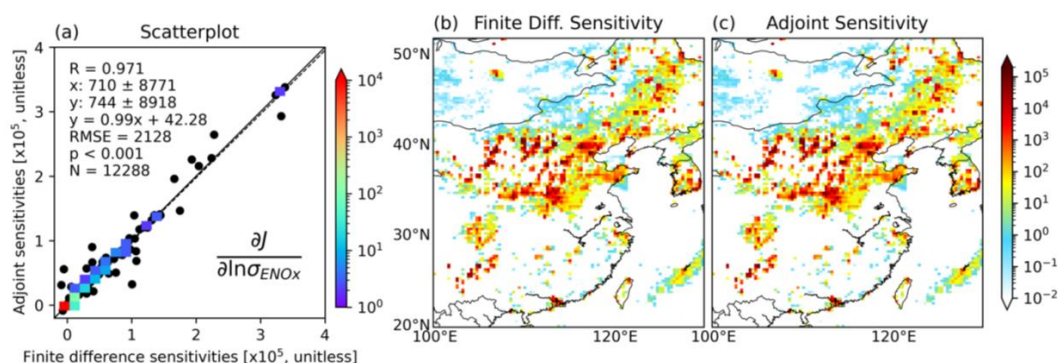 (a) Scatterplot
Adjoint sensitivities [x10⁵, unitless]
4
3
2
1
0
R = 0.971
x: 710 ± 8771
y: 744 ± 8918
y = 0.99x + 42.28
RMSE = 2128
p < 0.001
N = 12288
∂J
∂lnσENOx
0 1 2 3 4
Finite difference sensitivities [x10⁵, unitless]
10⁴
10³
10²
10¹
10⁰
(b) Finite Diff. Sensitivity
50°N
40°N
30°N
20°N
100°E 120°E
(c) Adjoint Sensitivity
100°E 120°E
10⁵
10⁴
10³
10²
10¹
10⁰
10⁻¹
10⁻²